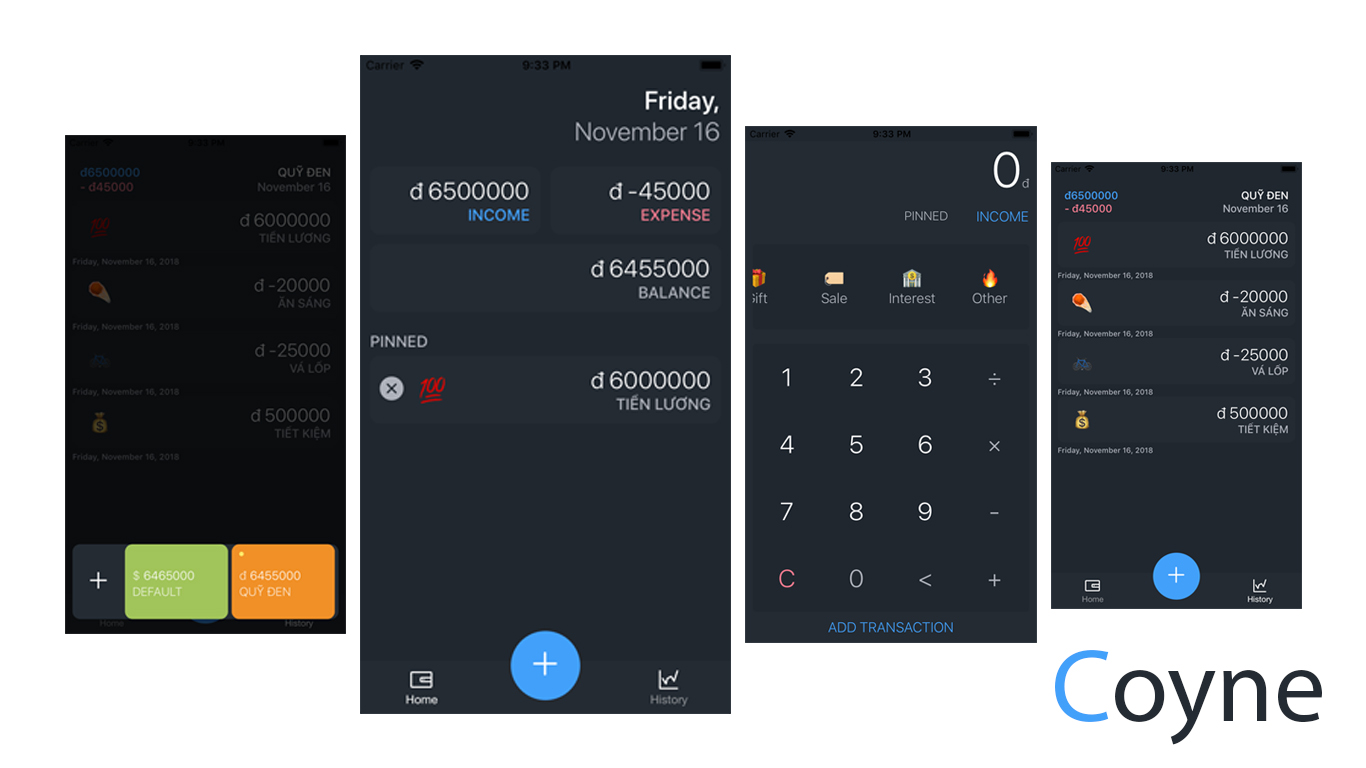 Carrier 9:33 PM
đ6500000 QUỸ ĐEN
- đ45000 November 16
đ 6000000
TIỀN LƯƠNG
Friday, November 16, 2018
đ -20000
ĂN SÁNG
Friday, November 16, 2018
đ -25000
VÁ LỐP
Friday, November 16, 2018
đ 500000
TIẾT KIỆM
Friday, November 16, 2018
+
$ 6465000
DEFAULT
đ 6455000
QUỸ ĐEN
Home History
Carrier 9:33 PM
Friday,
November 16
đ 6500000
INCOME
đ -45000
EXPENSE
đ 6455000
BALANCE
PINNED
đ 6000000
TIỀN LƯƠNG
+
Home History
Carrier 9:33 PM
0 đ
PINNED INCOME
Gift Sale Interest Other
1 2 3 ÷
4 5 6 ×
7 8 9 -
C 0 < +
ADD TRANSACTION
Carrier 9:33 PM
đ6500000 QUỸ ĐEN
- đ45000 November 16
đ 6000000
TIỀN LƯƠNG
Friday, November 16, 2018
đ -20000
ĂN SÁNG
Friday, November 16, 2018
đ -25000
VÁ LỐP
Friday, November 16, 2018
đ 500000
TIẾT KIỆM
Friday, November 16, 2018
+
Home History
Coyne